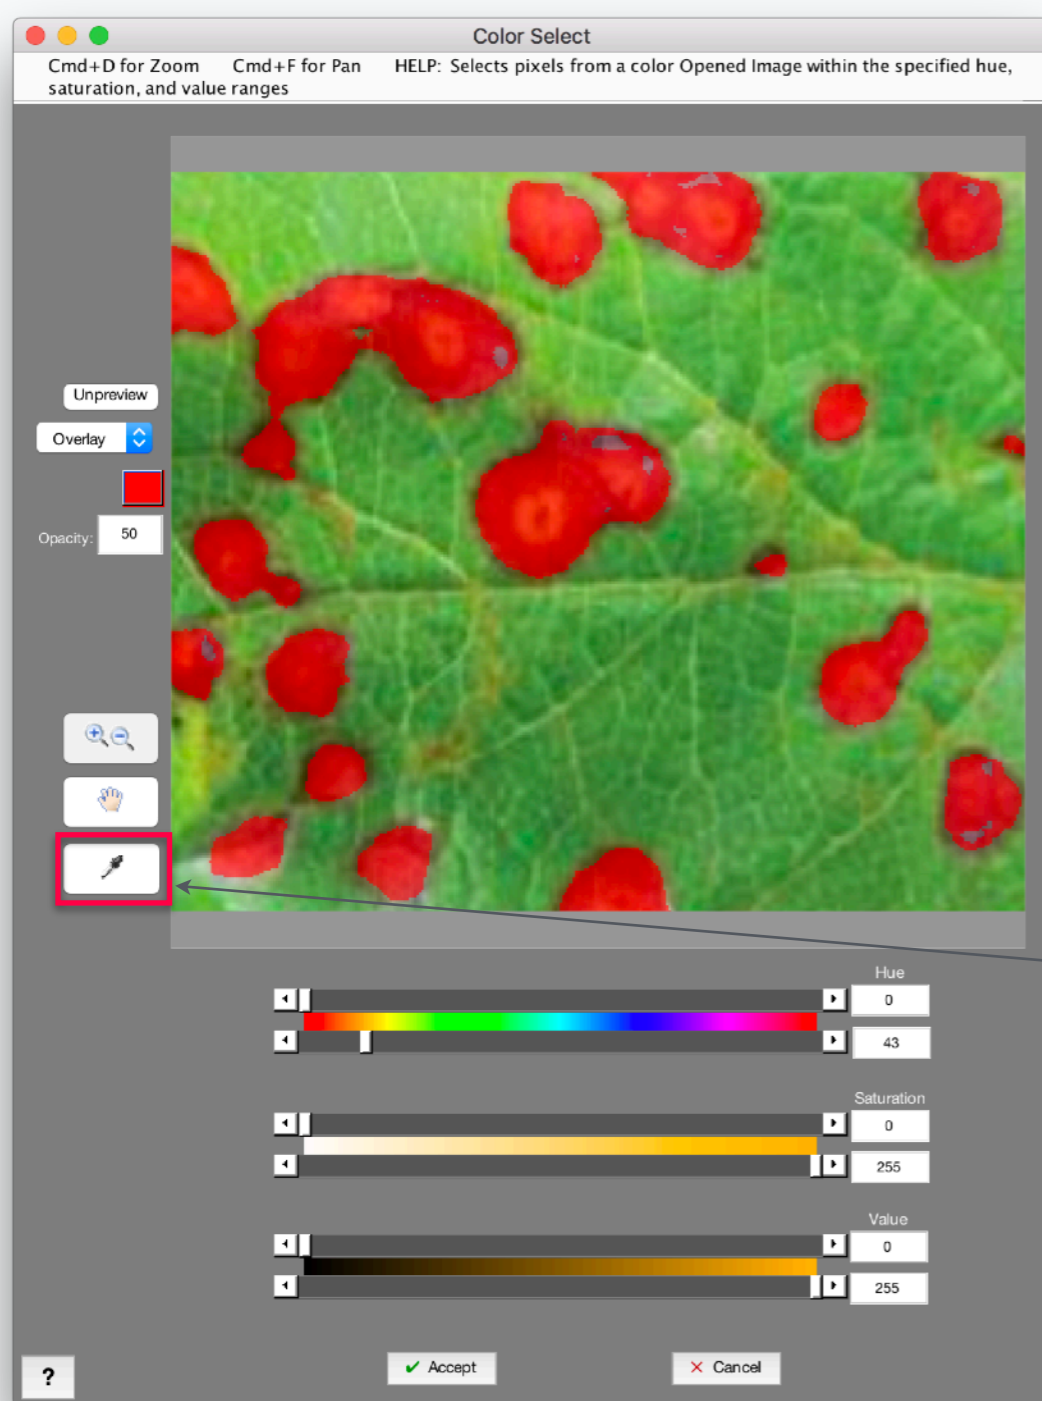 Color Select
Cmd+D for Zoom Cmd+F for Pan HELP: Selects pixels from a color Opened Image within the specified hue,
saturation, and value ranges
Unpreview
Overlay
Opacity: 50
Hue
0
43
Saturation
0
255
Value
0
255
? Accept Cancel